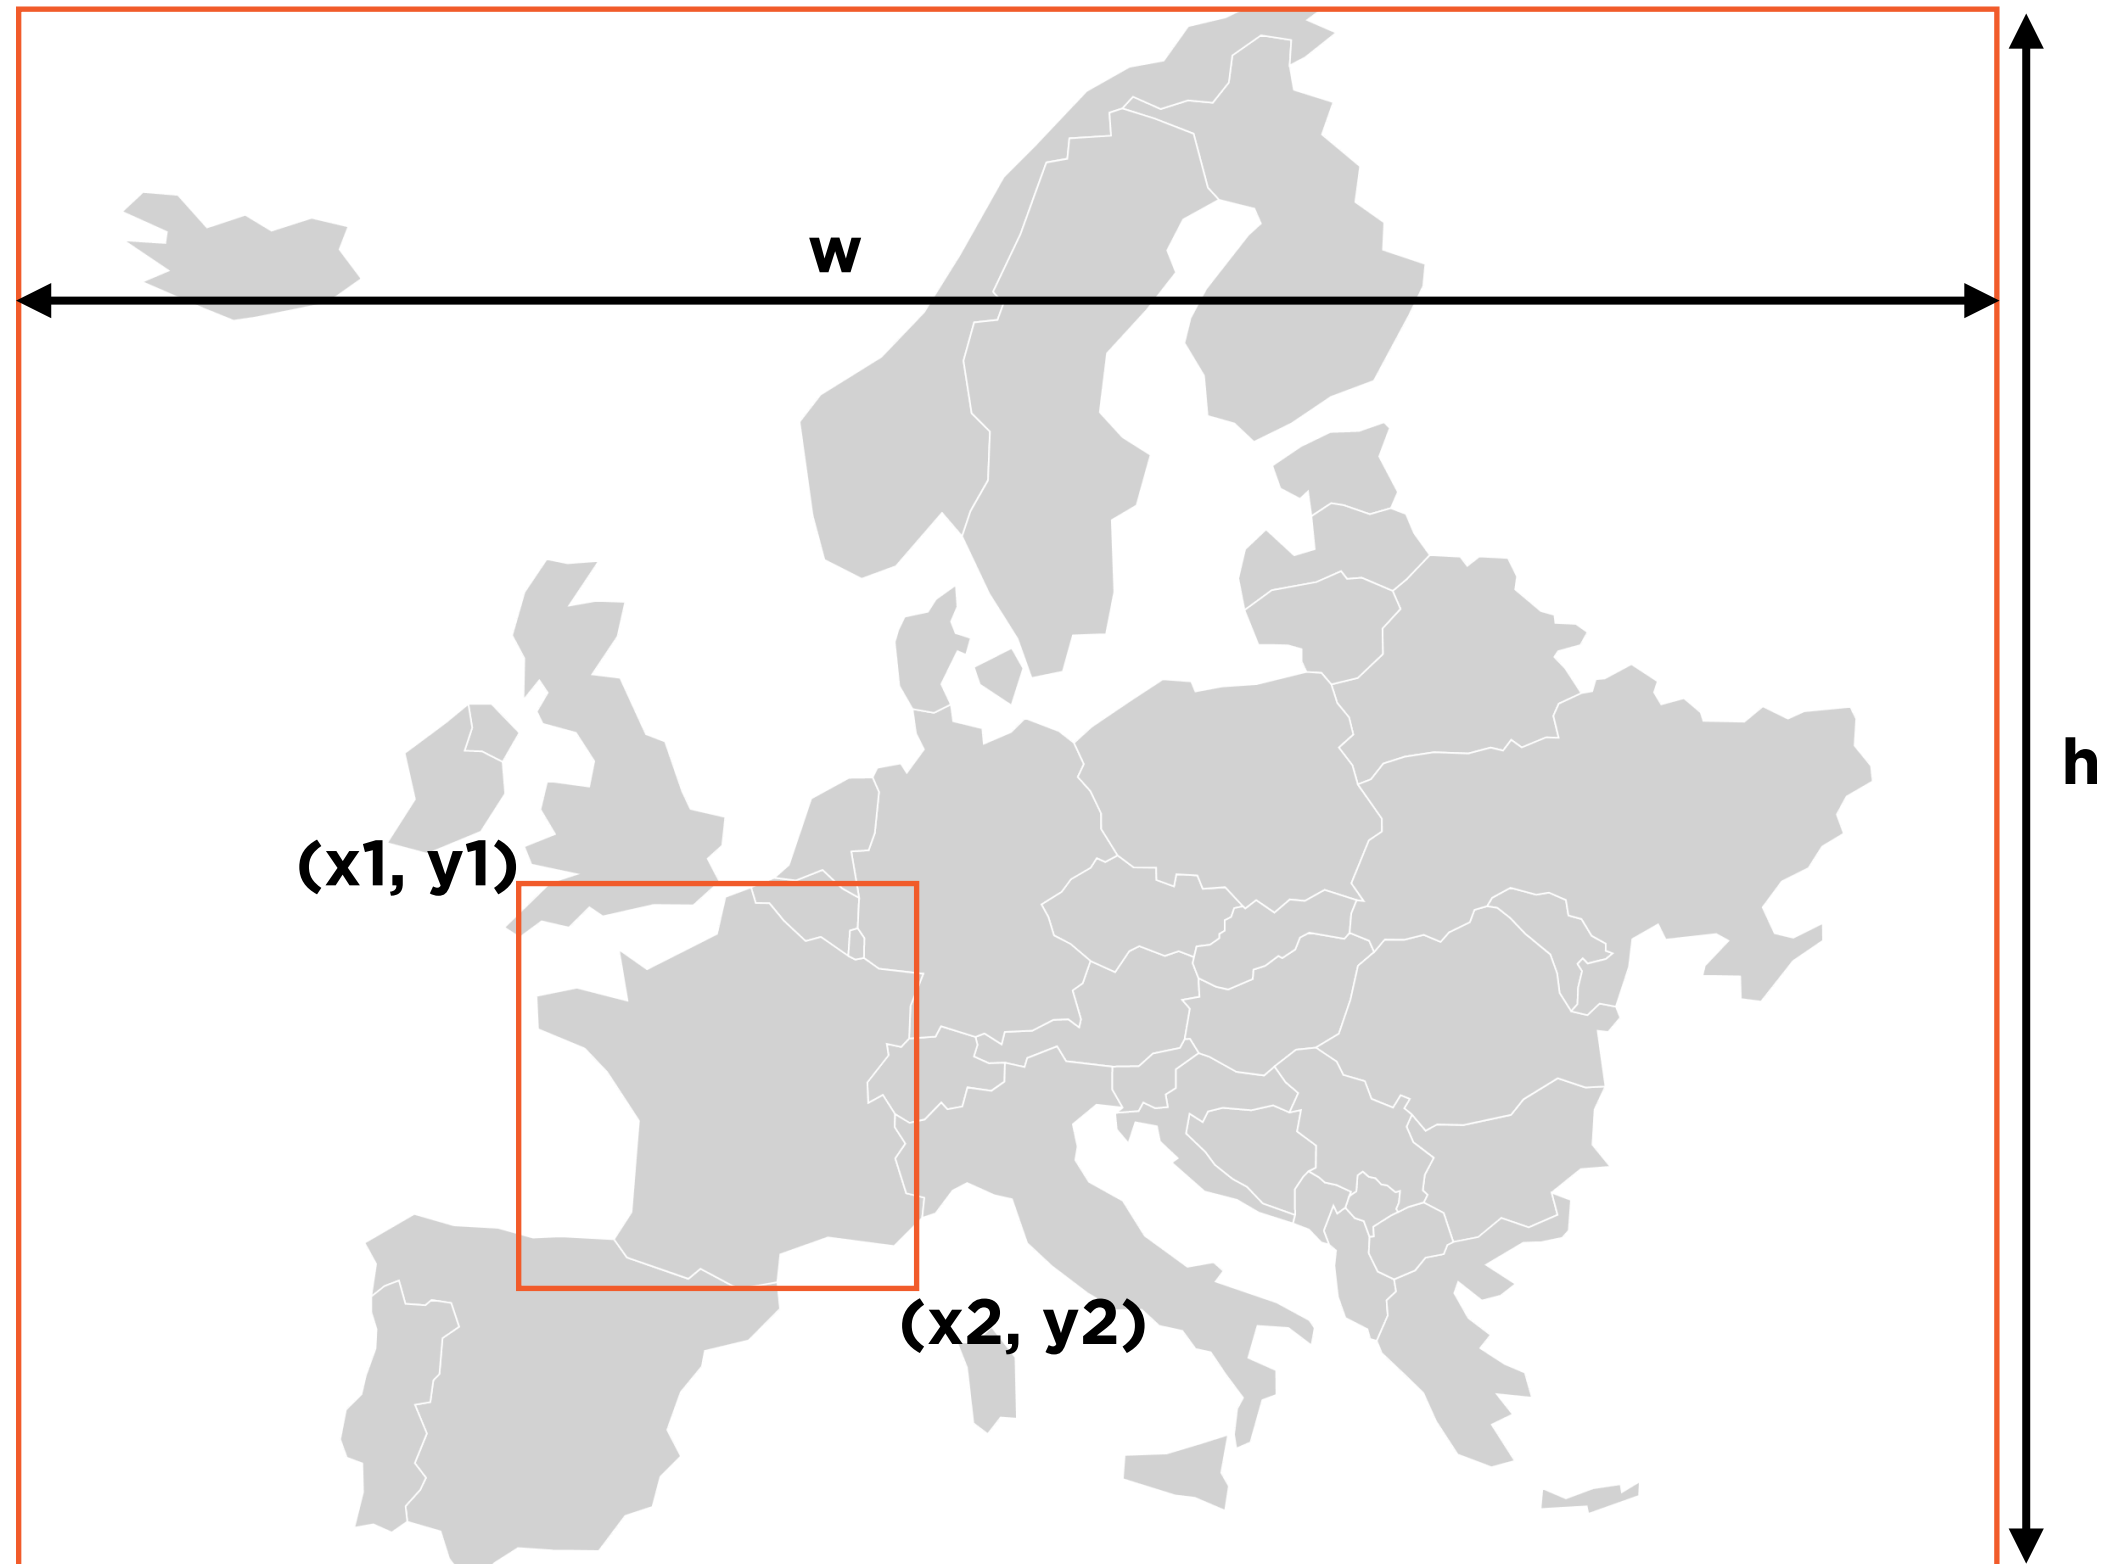 w
h
(x1, y1)
(x2, y2)